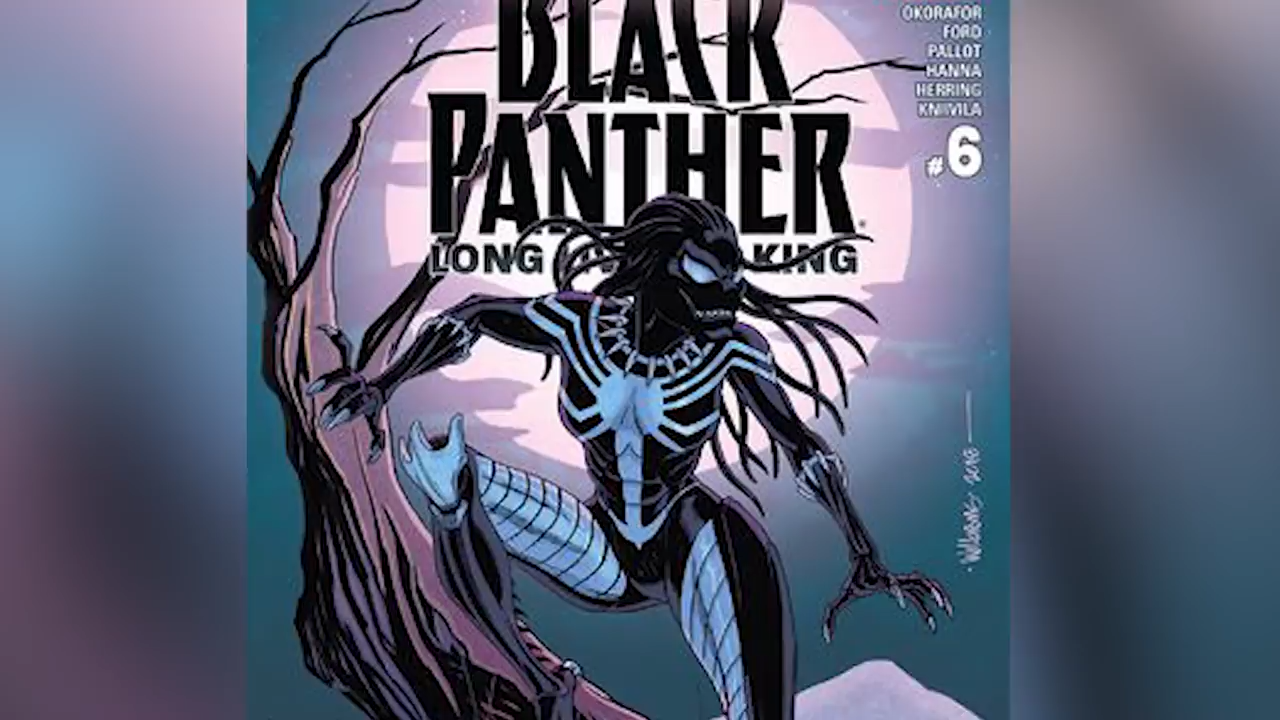 BLACK
PANTHER
LONG KING
OKORAFOR
FORD
PALLOT
HANNA
HERRING
KNIIVILA
#6